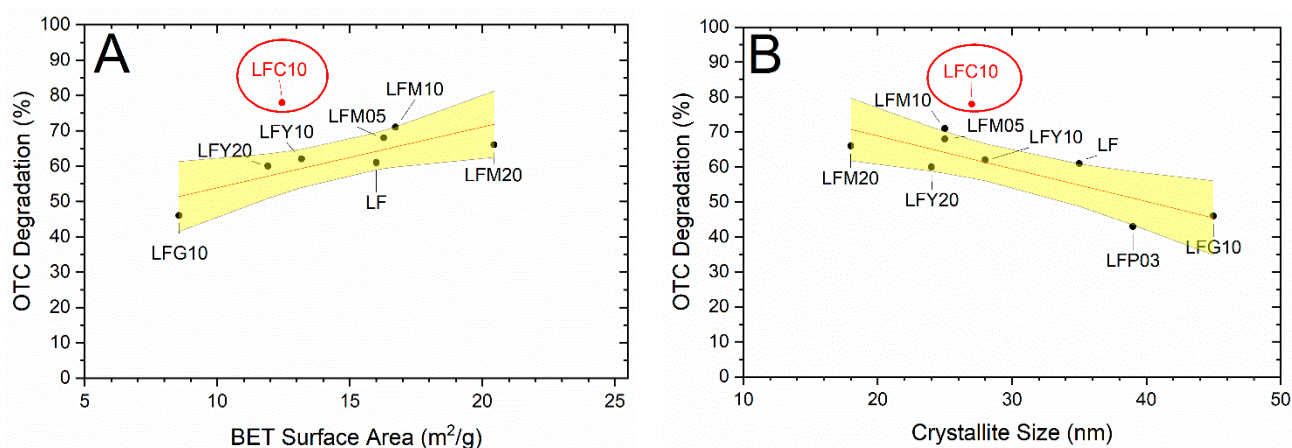 A
OTC Degradation (%)
100
90
80
70
60
50
40
30
20
10
0
LFC10
LFM10
LFM05
LFY10
LFY20
LFM20
LF
LFG10
5
10
15
20
25
BET Surface Area (m²/g)
B
OTC Degradation (%)
100
90
80
70
60
50
40
30
20
10
0
LFC10
LFM10
LFM05
LFY10
LF
LFM20
LFY20
LFP03
LFG10
10
20
30
40
50
Crystallite Size (nm)